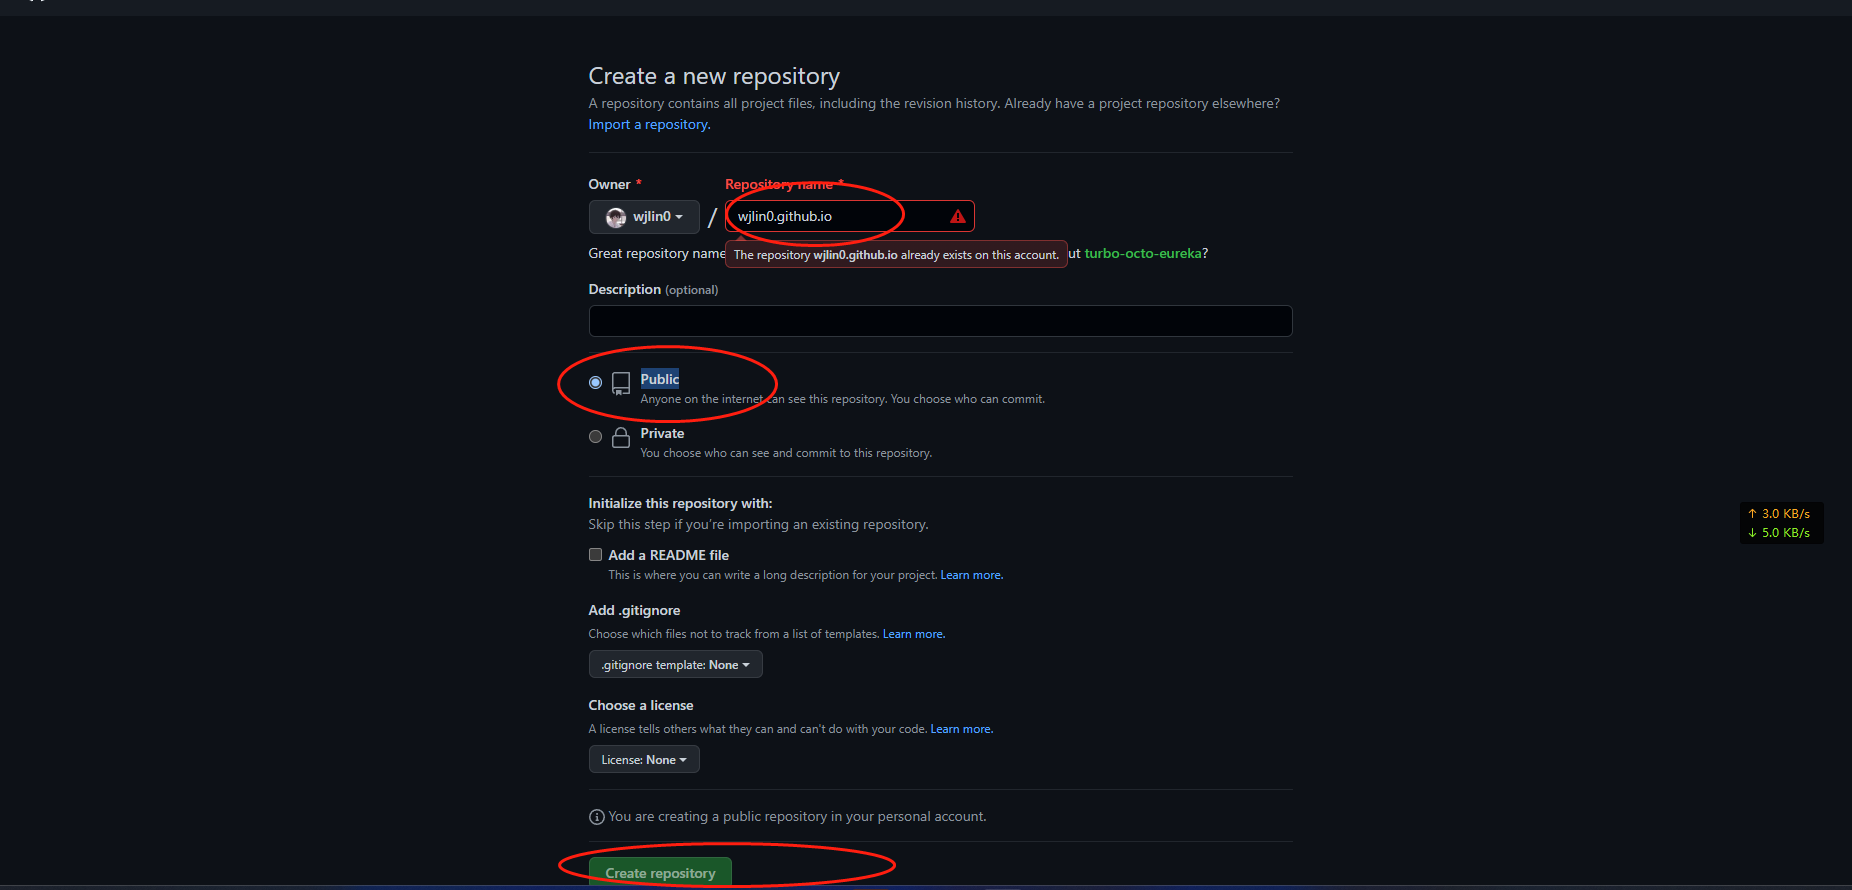 Create a new repository
A repository contains all project files, including the revision history. Already have a project repository elsewhere?
Import a repository.
Owner * Repository name *
wjlin0 / wjlin0.github.io
Great repository name
The repository wjlin0.github.io already exists on this account.
ut turbo-octo-eureka?
Description (optional)
Public
Anyone on the internet can see this repository. You choose who can commit.
Private
You choose who can see and commit to this repository.
Initialize this repository with:
Skip this step if you're importing an existing repository.
Add a README file
This is where you can write a long description for your project. Learn more.
Add .gitignore
Choose which files not to track from a list of templates. Learn more.
.gitignore template: None
Choose a license
A license tells others what they can and can't do with your code. Learn more.
License: None
You are creating a public repository in your personal account.
Create repository
↑ 3.0 KB/s
↓ 5.0 KB/s